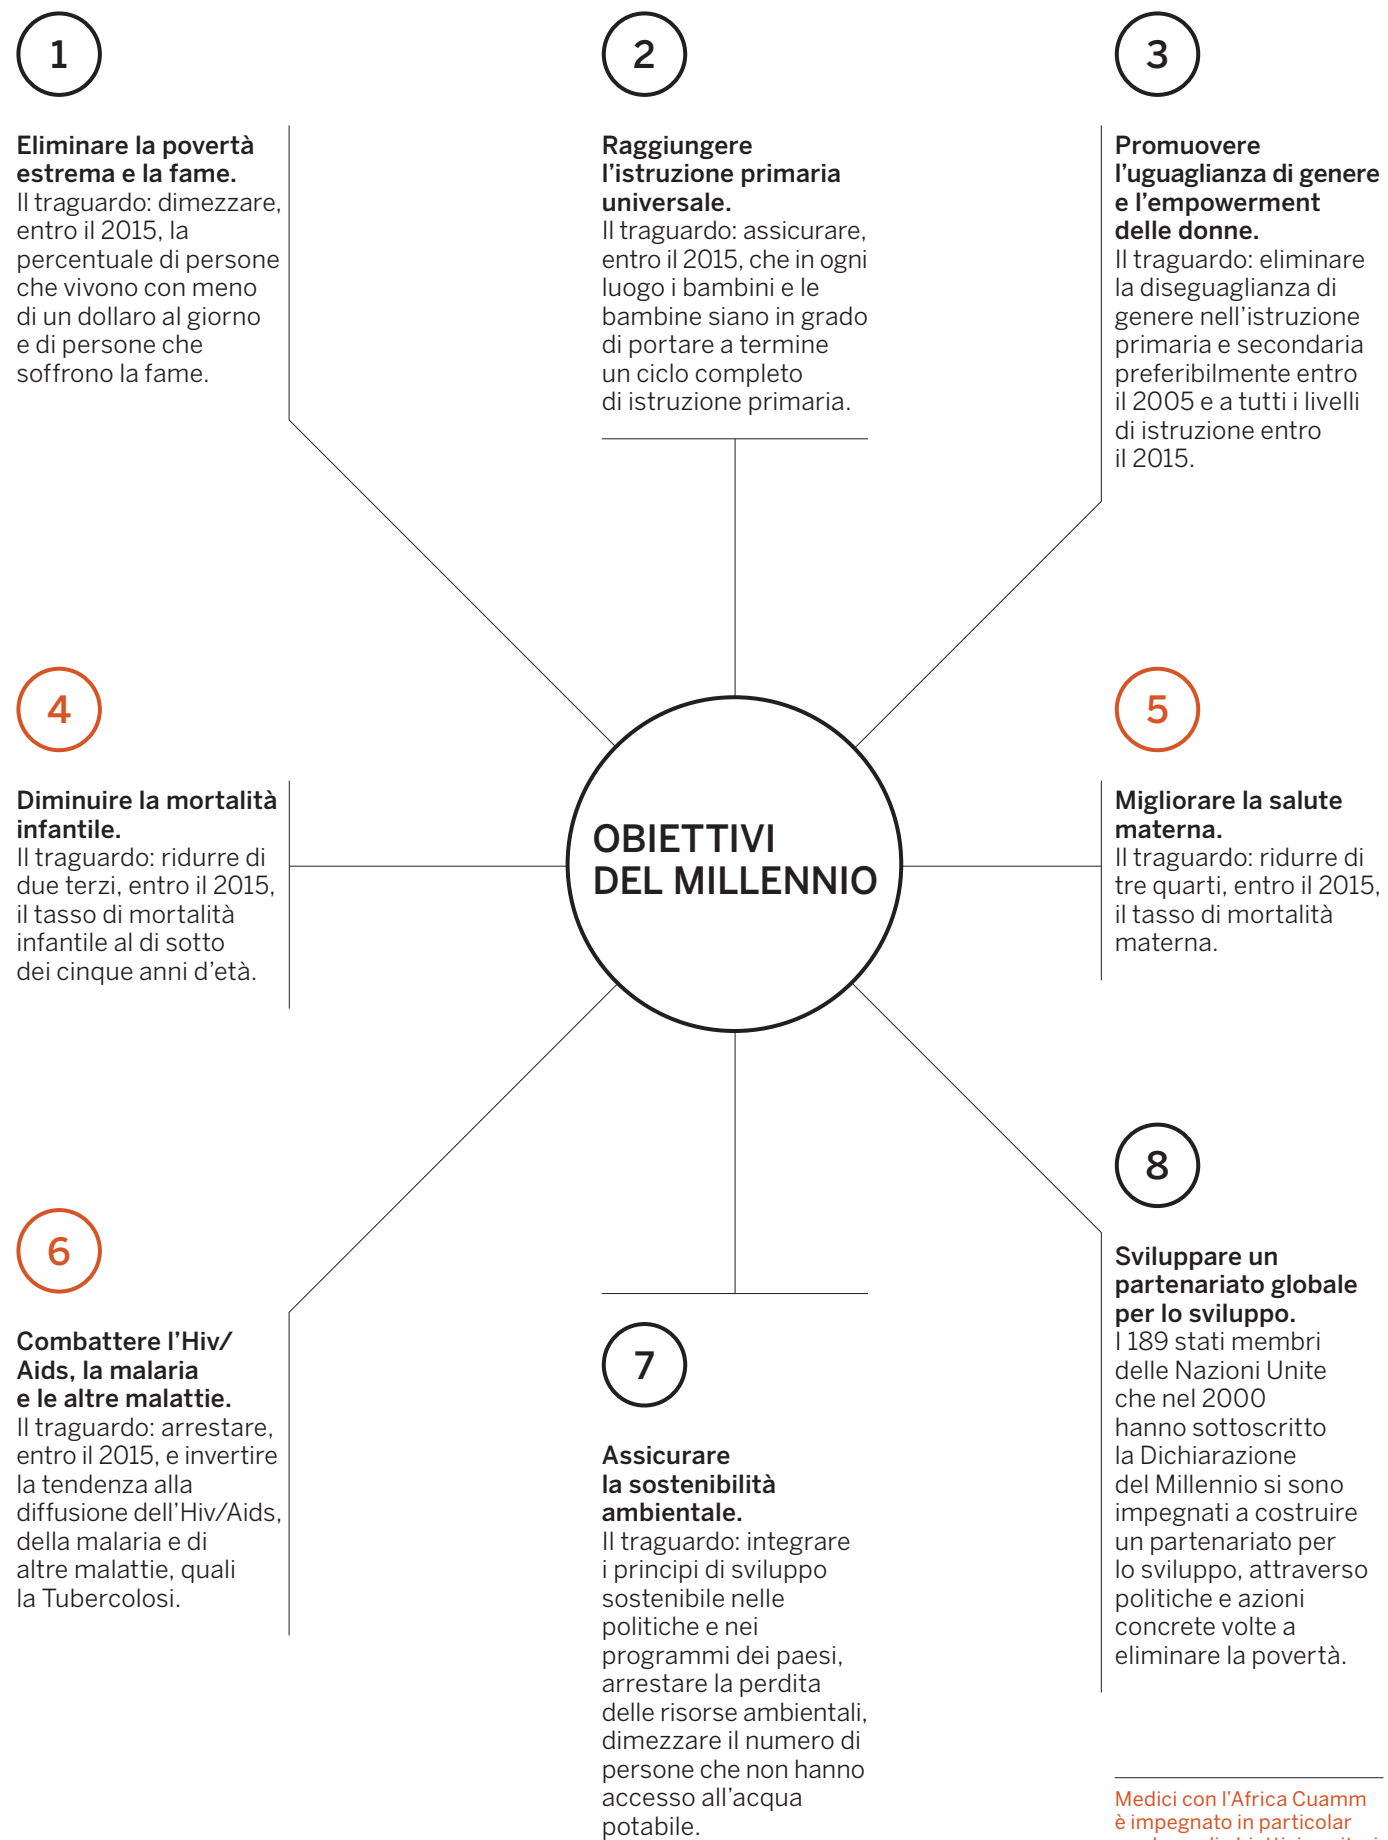 1
Eliminare la povertà
estrema e la fame.
Il traguardo: dimezzare,
entro il 2015, la
percentuale di persone
che vivono con meno
di un dollaro al giorno
e di persone che
soffrono la fame.
2
Raggiungere
l'istruzione primaria
universale.
Il traguardo: assicurare,
entro il 2015, che in ogni
luogo i bambini e le
bambine siano in grado
di portare a termine
un ciclo completo
di istruzione primaria.
3
Promuovere
l'uguaglianza di genere
e l'empowerment
delle donne.
Il traguardo: eliminare
la diseguaglianza di
genere nell'istruzione
primaria e secondaria
preferibilmente entro
il 2005 e a tutti i livelli
di istruzione entro
il 2015.
4
Diminuire la mortalità
infantile.
Il traguardo: ridurre di
due terzi, entro il 2015,
il tasso di mortalità
infantile al di sotto
dei cinque anni d'età.
OBIETTIVI
DEL MILLENNIO
5
Migliorare la salute
materna.
Il traguardo: ridurre di
tre quarti, entro il 2015,
il tasso di mortalità
materna.
6
Combattere l'Hiv/
Aids, la malaria
e le altre malattie.
Il traguardo: arrestare,
entro il 2015, e invertire
la tendenza alla
diffusione dell'Hiv/Aids,
della malaria e di
altre malattie, quali
la Tubercolosi.
7
Assicurare
la sostenibilità
ambientale.
Il traguardo: integrare
i principi di sviluppo
sostenibile nelle
politiche e nei
programmi dei paesi,
arrestare la perdita
delle risorse ambientali,
dimezzare il numero di
persone che non hanno
accesso all'acqua
potabile.
8
Sviluppare un
partenariato globale
per lo sviluppo.
I 189 stati membri
delle Nazioni Unite
che nel 2000
hanno sottoscritto
la Dichiarazione
del Millennio si sono
impegnati a costruire
un partenariato per
lo sviluppo, attraverso
politiche e azioni
concrete volte a
eliminare la povertà.
Medici con l'Africa Cuamm
è impegnato in particolar